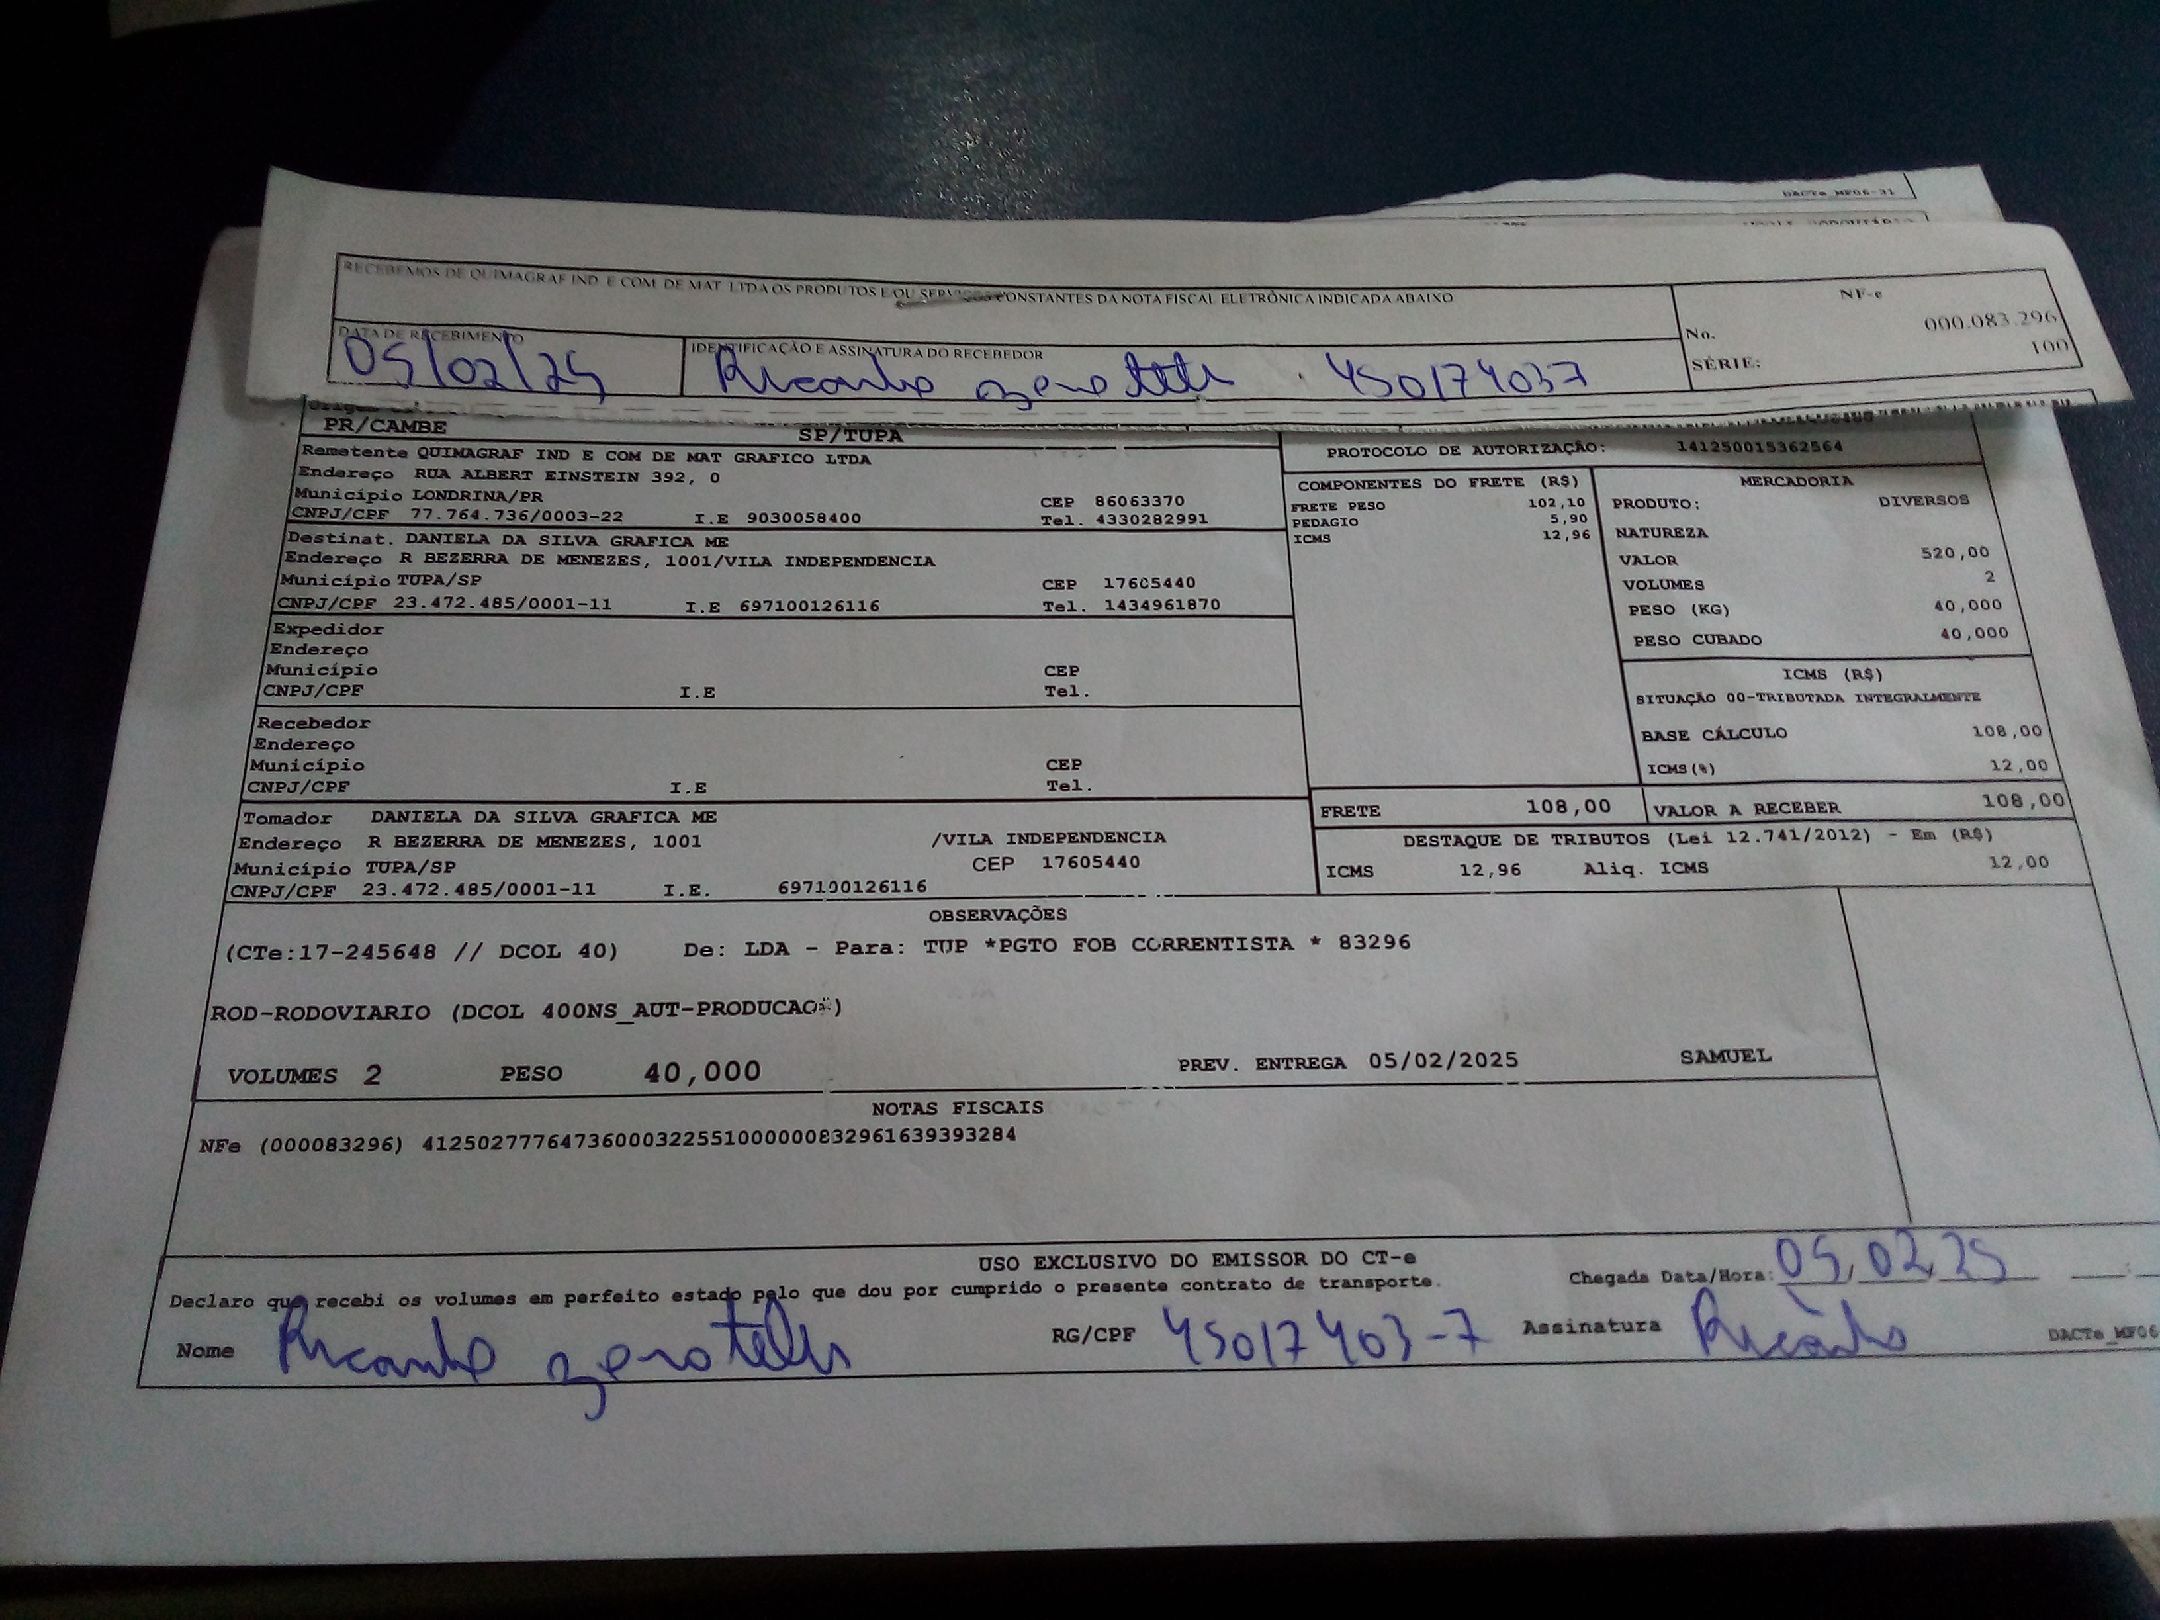 DACTe MF06-31
RECEBEMOS DE QUIMAGRAF IND E COM DE MAT LTDA OS PRODUTOS E OU SERVIÇOS CONSTANTES DA NOTA FISCAL ELETRÔNICA INDICADA ABAIXO
NF-e
No. 000.083.296
SÉRIE: 100
DATA DE RECEBIMENTO
05/02/25
IDENTIFICAÇÃO E ASSINATURA DO RECEBEDOR
Ricardo 450174037
PR/CAMBE SP/TUPA
Remetente QUIMAGRAF IND E COM DE MAT GRAFICO LTDA
Endereço RUA ALBERT EINSTEIN 392, 0
Município LONDRINA/PR CEP 86063370
CNPJ/CPF 77.764.736/0003-22 I.E 9030058400 Tel. 4330282991
Destinat. DANIELA DA SILVA GRAFICA ME
Endereço R BEZERRA DE MENEZES, 1001/VILA INDEPENDENCIA
Município TUPA/SP CEP 17605440
CNPJ/CPF 23.472.485/0001-11 I.E 697100126116 Tel. 1434961870
Expedidor
Endereço
Município CEP
CNPJ/CPF I.E Tel.
Recebedor
Endereço
Município CEP
CNPJ/CPF I.E Tel.
Tomador DANIELA DA SILVA GRAFICA ME
Endereço R BEZERRA DE MENEZES, 1001 /VILA INDEPENDENCIA
Município TUPA/SP CEP 17605440
CNPJ/CPF 23.472.485/0001-11 I.E. 697100126116
PROTOCOLO DE AUTORIZAÇÃO: 141250015362564
COMPONENTES DO FRETE (R$)
FRETE PESO 102,10
PEDAGIO 5,90
ICMS 12,96
MERCADORIA
PRODUTO: DIVERSOS
NATUREZA
VALOR 520,00
VOLUMES 2
PESO (KG) 40,000
PESO CUBADO 40,000
ICMS (R$)
SITUAÇÃO 00-TRIBUTADA INTEGRALMENTE
BASE CÁLCULO 108,00
ICMS(%) 12,00
FRETE 108,00 VALOR A RECEBER 108,00
DESTAQUE DE TRIBUTOS (Lei 12.741/2012) - Em (R$)
ICMS 12,96 Aliq. ICMS 12,00
OBSERVAÇÕES
(CTe:17-245648 // DCOL 40) De: LDA - Para: TUP *PGTO FOB CORRENTISTA * 83296
ROD-RODOVIARIO (DCOL 400NS_AUT-PRODUCAO*)
VOLUMES 2 PESO 40,000 PREV. ENTREGA 05/02/2025 SAMUEL
NOTAS FISCAIS
NFe (000083296) 41250277764736000322551000000832961639393284
USO EXCLUSIVO DO EMISSOR DO CT-e
Declaro que recebi os volumes em perfeito estado pelo que dou por cumprido o presente contrato de transporte.
Chegada Data/Hora: 05,02,25
Nome Ricardo RG/CPF 45017403-7 Assinatura Ricardo
DACTe_MF06